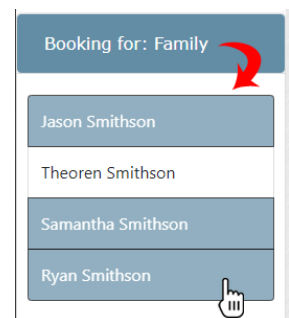 Booking for: Family
Jason Smithson
Theoren Smithson
Samantha Smithson
Ryan Smithson